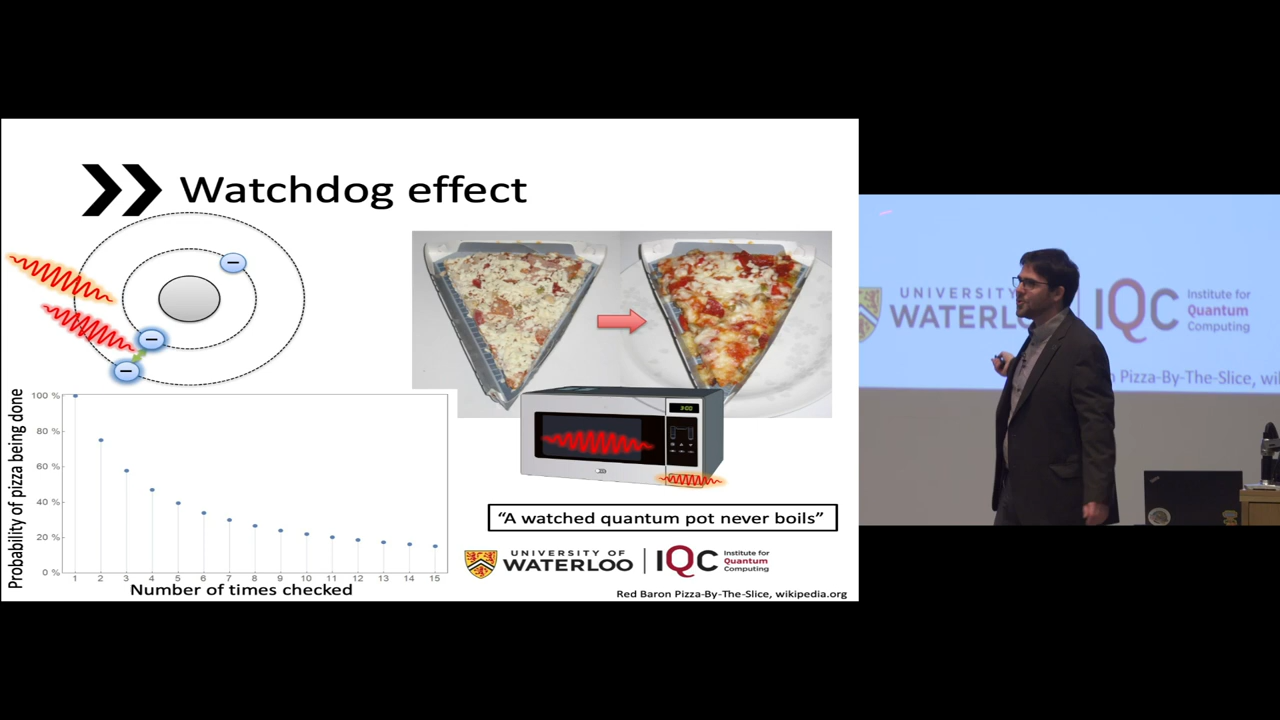 Watchdog effect
−
−
−
Probability of pizza being done
100 %
80 %
60 %
40 %
20 %
0 %
1 2 3 4 5 6 7 8 9 10 11 12 13 14 15
Number of times checked
3:00
“A watched quantum pot never boils”
UNIVERSITY OF
WATERLOO
IQC
Institute for
Quantum
Computing
Red Baron Pizza-By-The-Slice, wikipedia.org
UNIVERSITY
WATERLO
IQC
Institute for
Quantum
Computing
Pizza-By-The-Slice, wi